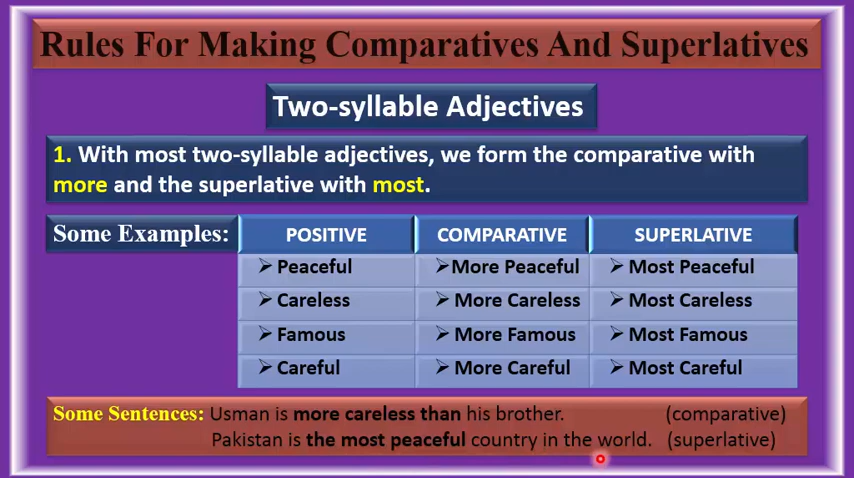 Rules For Making Comparatives And Superlatives
Two-syllable Adjectives
1. With most two-syllable adjectives, we form the comparative with
more and the superlative with most.
Some Examples: POSITIVE COMPARATIVE SUPERLATIVE
➢ Peaceful ➢ More Peaceful ➢ Most Peaceful
➢ Careless ➢ More Careless ➢ Most Careless
➢ Famous ➢ More Famous ➢ Most Famous
➢ Careful ➢ More Careful ➢ Most Careful
Some Sentences: Usman is more careless than his brother. (comparative)
Pakistan is the most peaceful country in the world. (superlative)